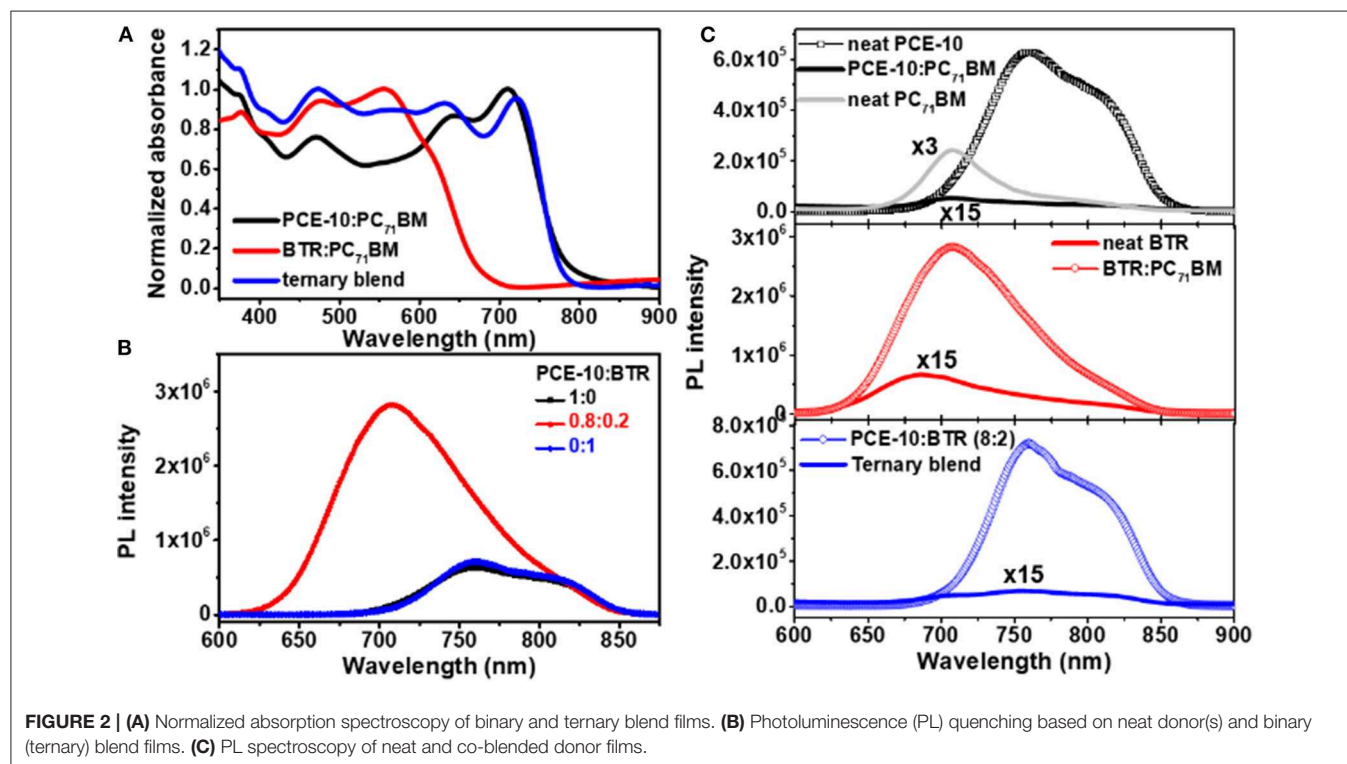 A
Normalized absorbance
1.2
1.0
0.8
0.6
0.4
0.2
0.0
PCE-10:PC71BM
BTR:PC71BM
ternary blend
400 500 600 700 800 900
Wavelength (nm)
B
PL intensity
3x10^6
2x10^6
1x10^6
0
PCE-10:BTR
1:0
0.8:0.2
0:1
600 650 700 750 800 850
Wavelength (nm)
C
PL intensity
6.0x10^5
4.0x10^5
2.0x10^5
0.0
neat PCE-10
PCE-10:PC71BM
neat PC71BM
x3
x15
3x10^6
2x10^6
1x10^6
0
neat BTR
BTR:PC71BM
x15
8.0x10^5
6.0x10^5
4.0x10^5
2.0x10^5
0.0
PCE-10:BTR (8:2)
Ternary blend
x15
600 650 700 750 800 850 900
Wavelength (nm)
FIGURE 2 | (A) Normalized absorption spectroscopy of binary and ternary blend films. (B) Photoluminescence (PL) quenching based on neat donor(s) and binary
(ternary) blend films. (C) PL spectroscopy of neat and co-blended donor films.